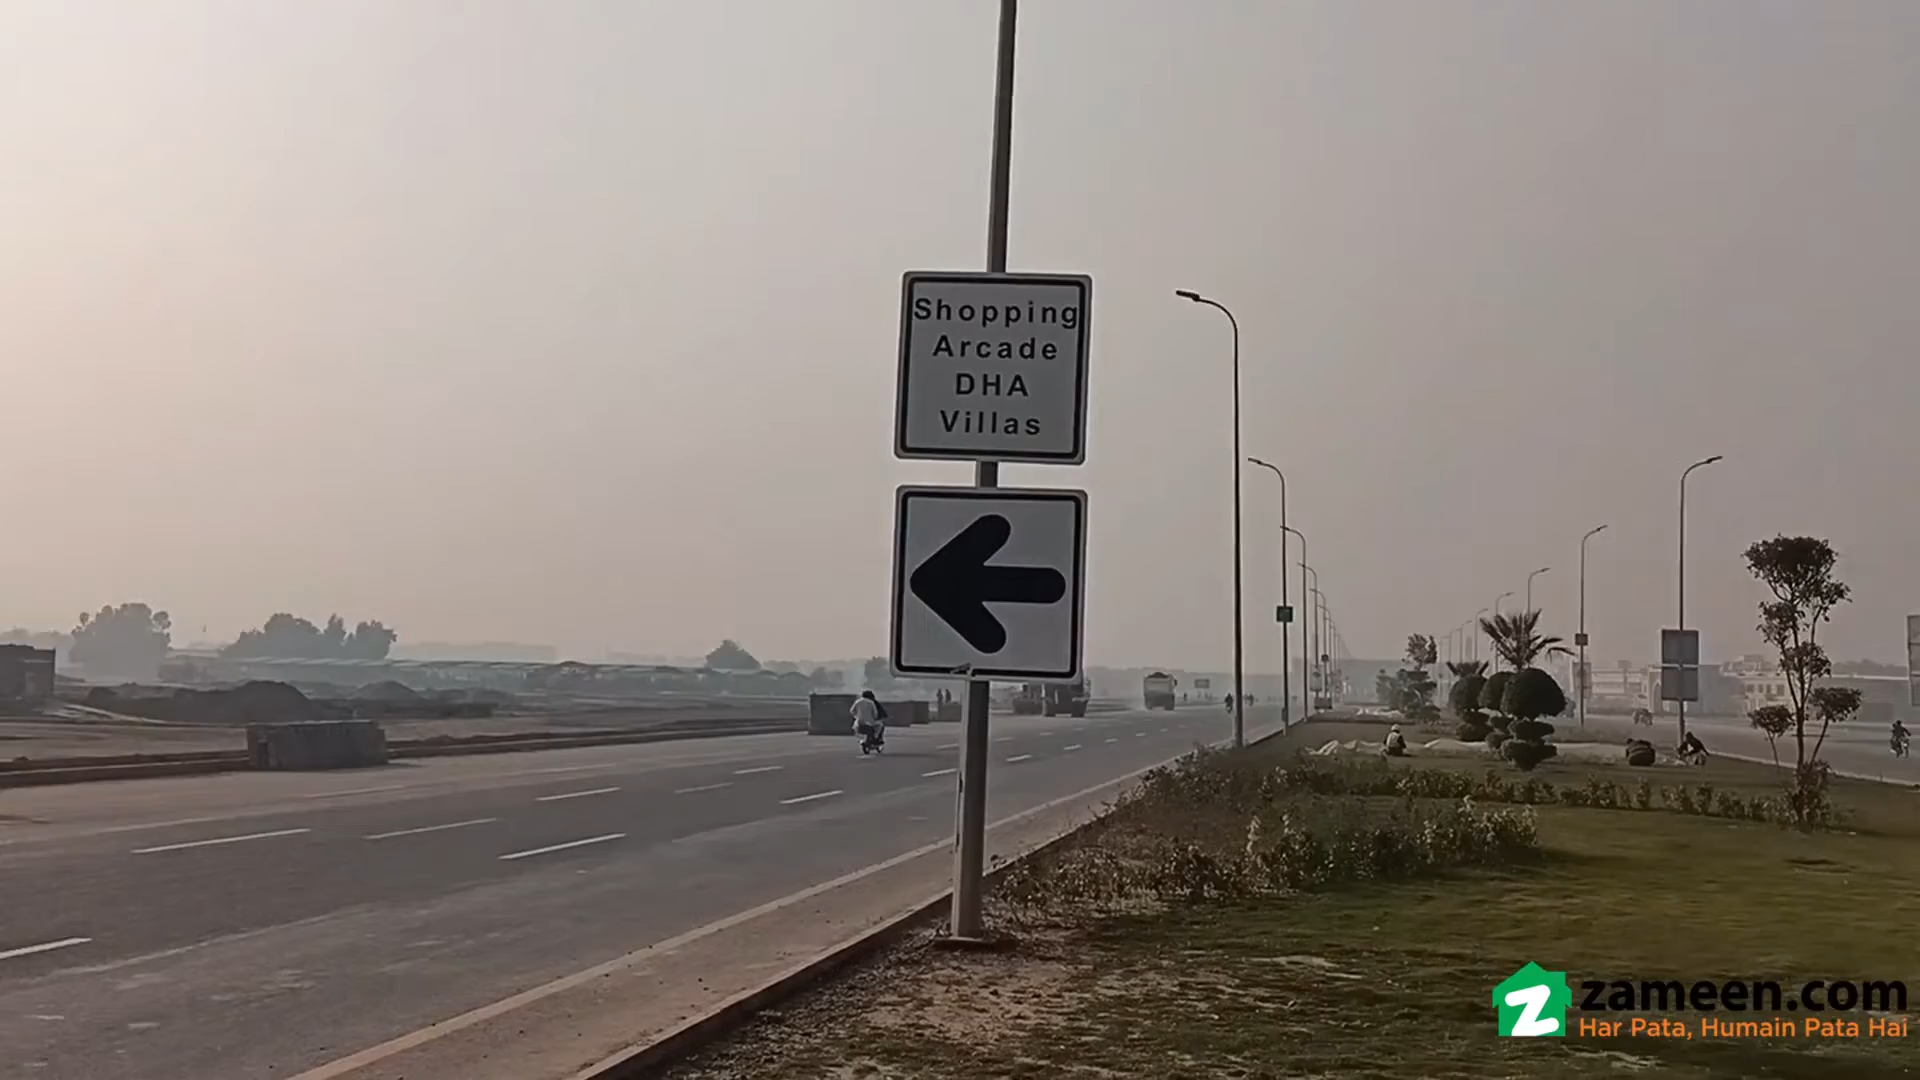 Shopping
Arcade
DHA
Villas
zameen.com
Har Pata, Humain Pata Hai